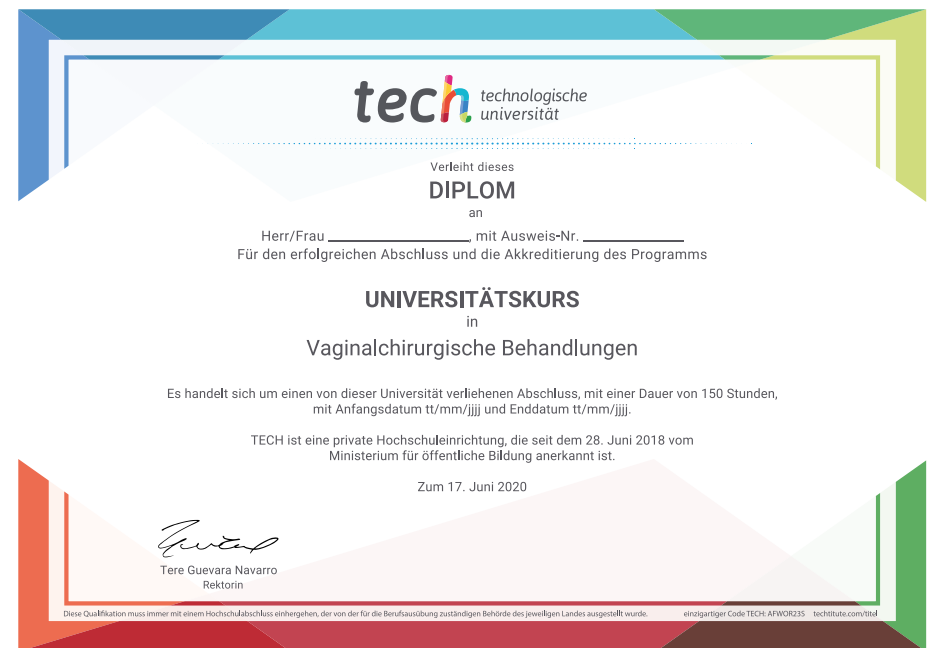 tech technologische
universität
Verleiht dieses
DIPLOM
an
Herr/Frau ____________, mit Ausweis-Nr. ____________
Für den erfolgreichen Abschluss und die Akkreditierung des Programms
UNIVERSITÄTSKURS
in
Vaginalchirurgische Behandlungen
Es handelt sich um einen von dieser Universität verliehenen Abschluss, mit einer Dauer von 150 Stunden,
mit Anfangsdatum tt/mm/jjjj und Enddatum tt/mm/jjjj.
TECH ist eine private Hochschuleinrichtung, die seit dem 28. Juni 2018 vom
Ministerium für öffentliche Bildung anerkannt ist.
Zum 17. Juni 2020
Tere Guevara Navarro
Rektorin
Diese Qualifikation muss immer mit einem Hochschulabschluss einhergehen, der von der für die Berufsausübung zuständigen Behörde des jeweiligen Landes ausgestellt wurde. einzigartiger Code TECH: AFWOR23S techtitute.com/titel